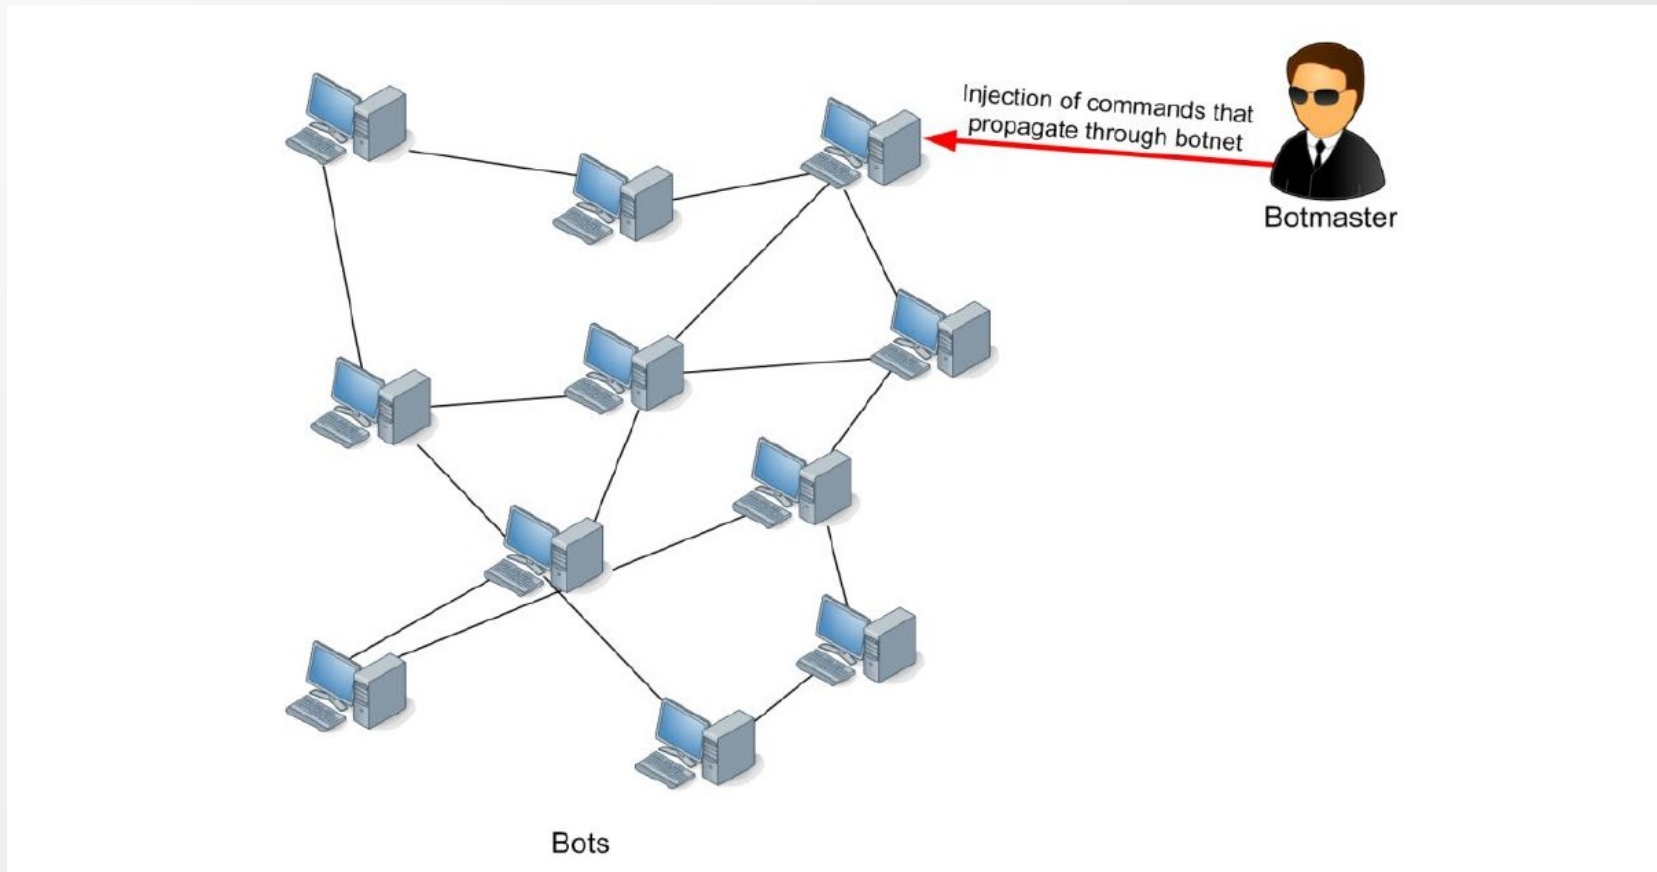 Injection of commands that
propagate through botnet
Botmaster
Bots